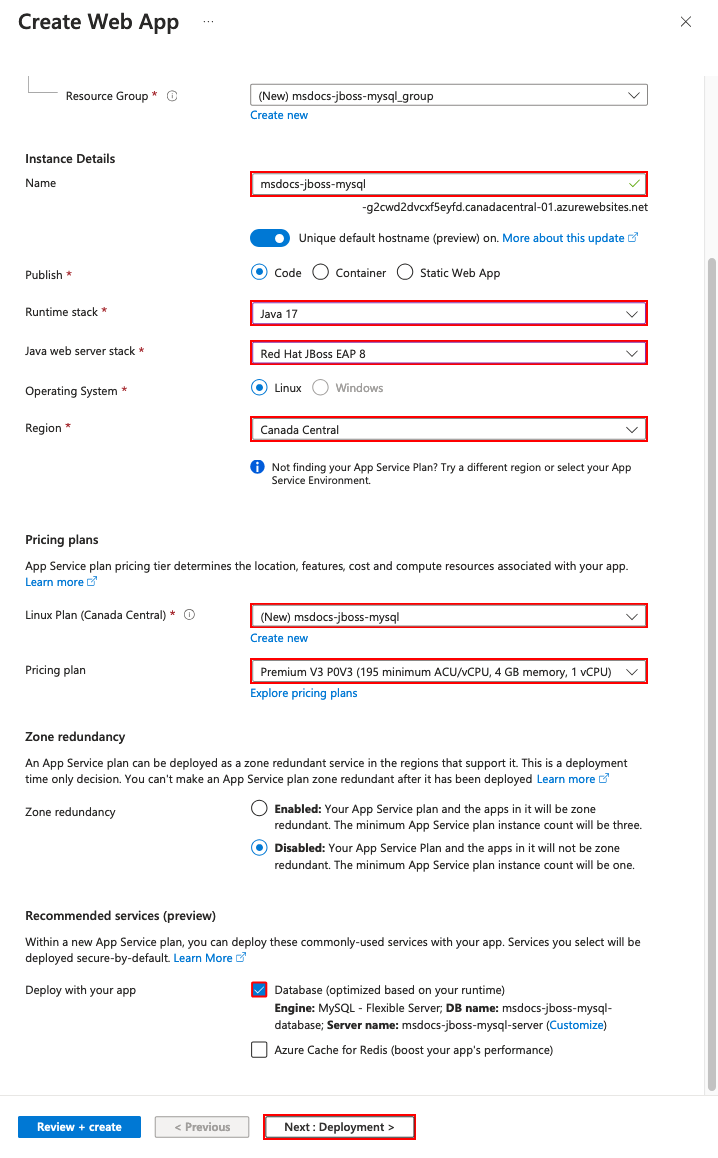 Create Web App ...
Resource Group *
(New) msdocs-jboss-mysql_group
Create new
Instance Details
Name
msdocs-jboss-mysql
-g2cwd2dvcxf5eyfd.canadacentral-01.azurewebsites.net
Unique default hostname (preview) on. More about this update
Publish *
Code Container Static Web App
Runtime stack *
Java 17
Java web server stack *
Red Hat JBoss EAP 8
Operating System *
Linux Windows
Region *
Canada Central
Not finding your App Service Plan? Try a different region or select your App
Service Environment.
Pricing plans
App Service plan pricing tier determines the location, features, cost and compute resources associated with your app.
Learn more
Linux Plan (Canada Central) *
(New) msdocs-jboss-mysql
Create new
Pricing plan
Premium V3 P0V3 (195 minimum ACU/vCPU, 4 GB memory, 1 vCPU)
Explore pricing plans
Zone redundancy
An App Service plan can be deployed as a zone redundant service in the regions that support it. This is a deployment
time only decision. You can't make an App Service plan zone redundant after it has been deployed Learn more
Zone redundancy
Enabled: Your App Service plan and the apps in it will be zone
redundant. The minimum App Service plan instance count will be three.
Disabled: Your App Service Plan and the apps in it will not be zone
redundant. The minimum App Service plan instance count will be one.
Recommended services (preview)
Within a new App Service plan, you can deploy these commonly-used services with your app. Services you select will be
deployed secure-by-default. Learn More
Deploy with your app
Database (optimized based on your runtime)
Engine: MySQL - Flexible Server; DB name: msdocs-jboss-mysql-
database; Server name: msdocs-jboss-mysql-server (Customize)
Azure Cache for Redis (boost your app's performance)
Review + create
< Previous
Next : Deployment >